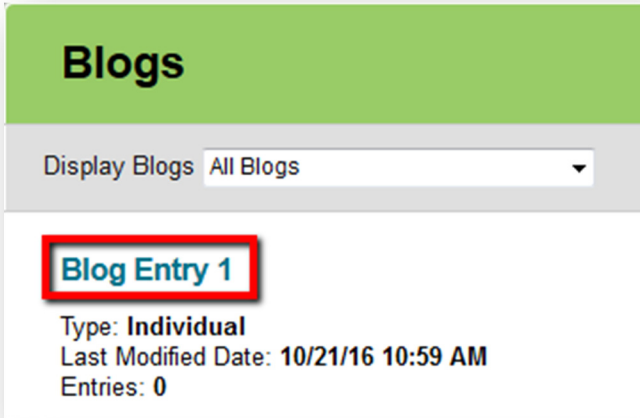 Blogs
Display Blogs All Blogs
Blog Entry 1
Type: Individual
Last Modified Date: 10/21/16 10:59 AM
Entries: 0